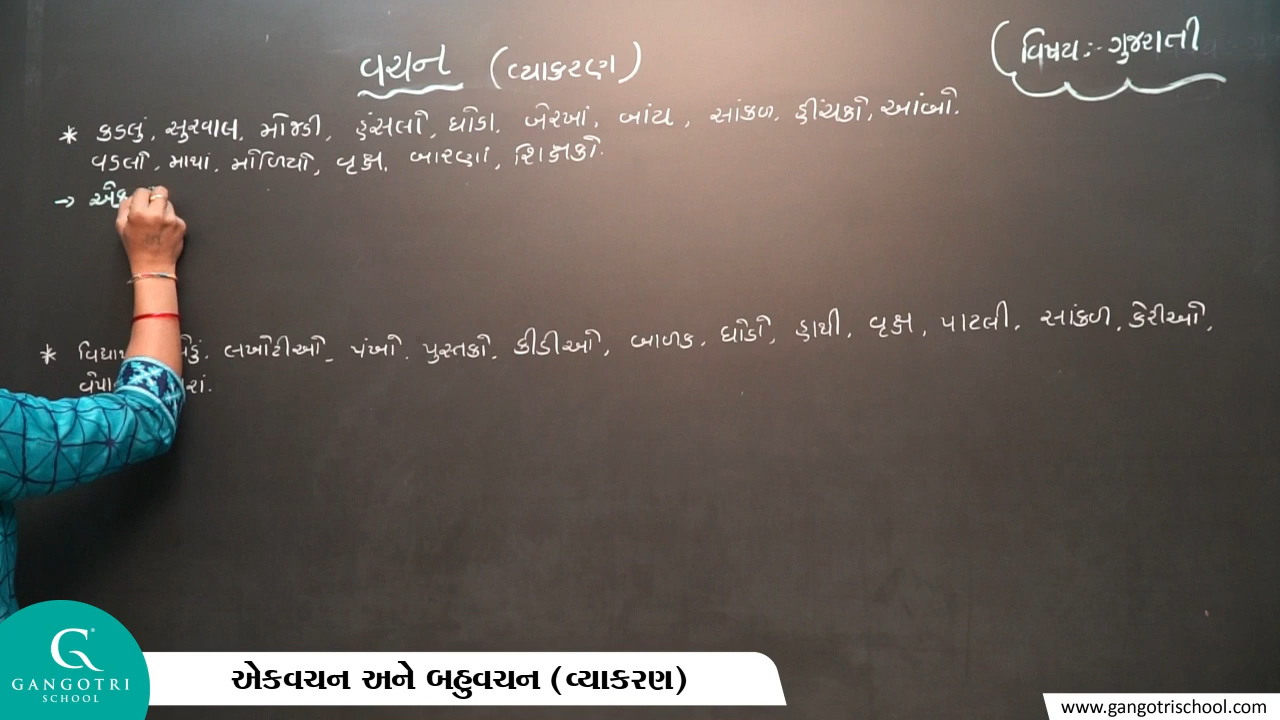 વચન (વ્યાકરણ)
(વિષય :- ગુજરાતી
* કડલું, સુરવાલ, મોજડી, હંસલો, ઘોડા, બેરખાં, બાંય, સાંકળ, હીંચકો, આંબો.
વડલો, માથાં, મોળિયો, વૃક્ષ, બારણાં, શિક્ષકો.
→
* લખોટીઓ, પંખો, પુસ્તકો, કીડીઓ, બાળક, ઘોડો, હાથી, વૃક્ષ, પાટલી, સાંકળ, કેરીઓ,
GANGOTRI
SCHOOL
એકવચન અને બહુવચન (વ્યાકરણ)
www.gangotrischool.com